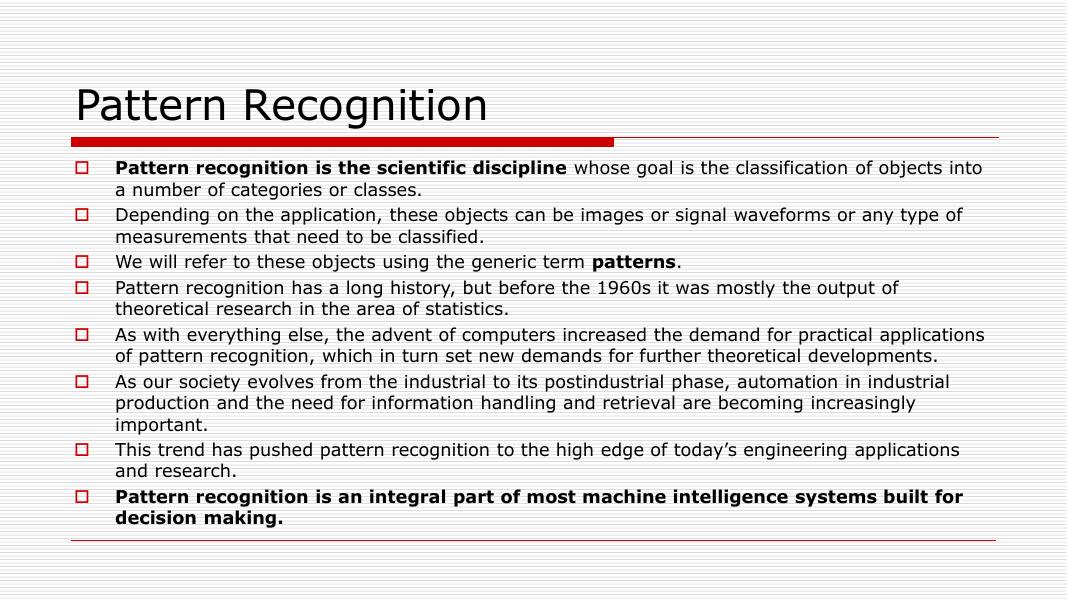 Pattern Recognition
Pattern recognition is the scientific discipline whose goal is the classification of objects into
a number of categories or classes.
Depending on the application, these objects can be images or signal waveforms or any type of
measurements that need to be classified.
We will refer to these objects using the generic term patterns.
Pattern recognition has a long history, but before the 1960s it was mostly the output of
theoretical research in the area of statistics.
As with everything else, the advent of computers increased the demand for practical applications
of pattern recognition, which in turn set new demands for further theoretical developments.
As our society evolves from the industrial to its postindustrial phase, automation in industrial
production and the need for information handling and retrieval are becoming increasingly
important.
This trend has pushed pattern recognition to the high edge of today’s engineering applications
and research.
Pattern recognition is an integral part of most machine intelligence systems built for
decision making.